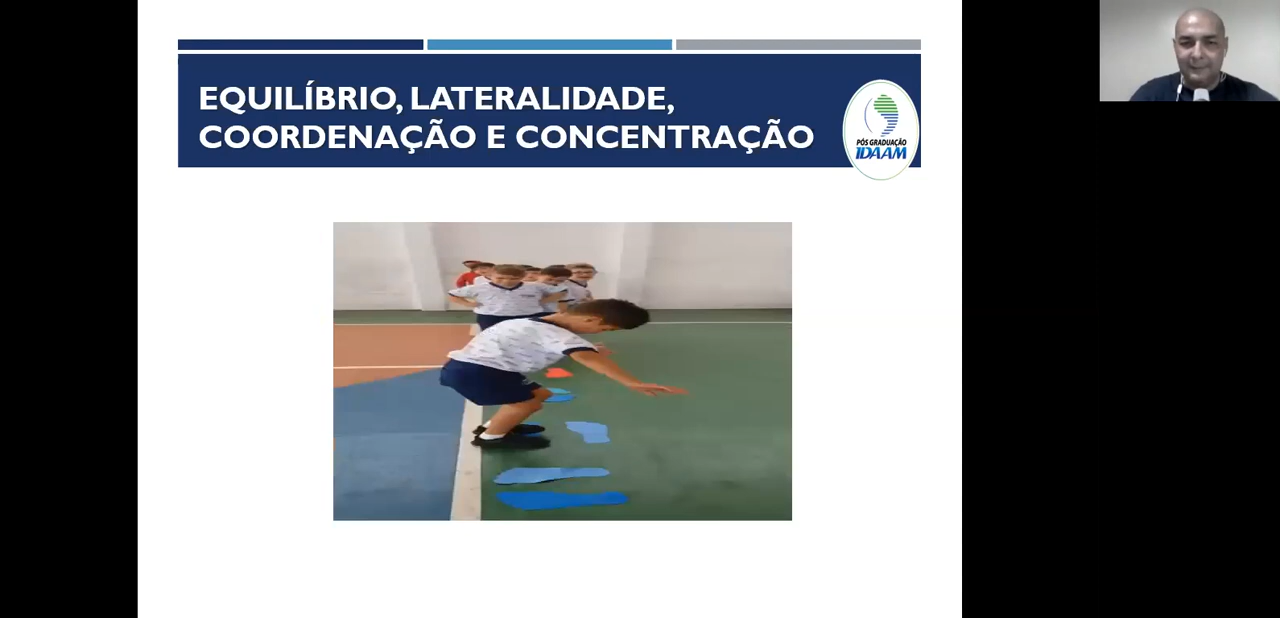 EQUILÍBRIO, LATERALIDADE,
COORDENAÇÃO E CONCENTRAÇÃO
PÓS GRADUAÇÃO
IDAAM